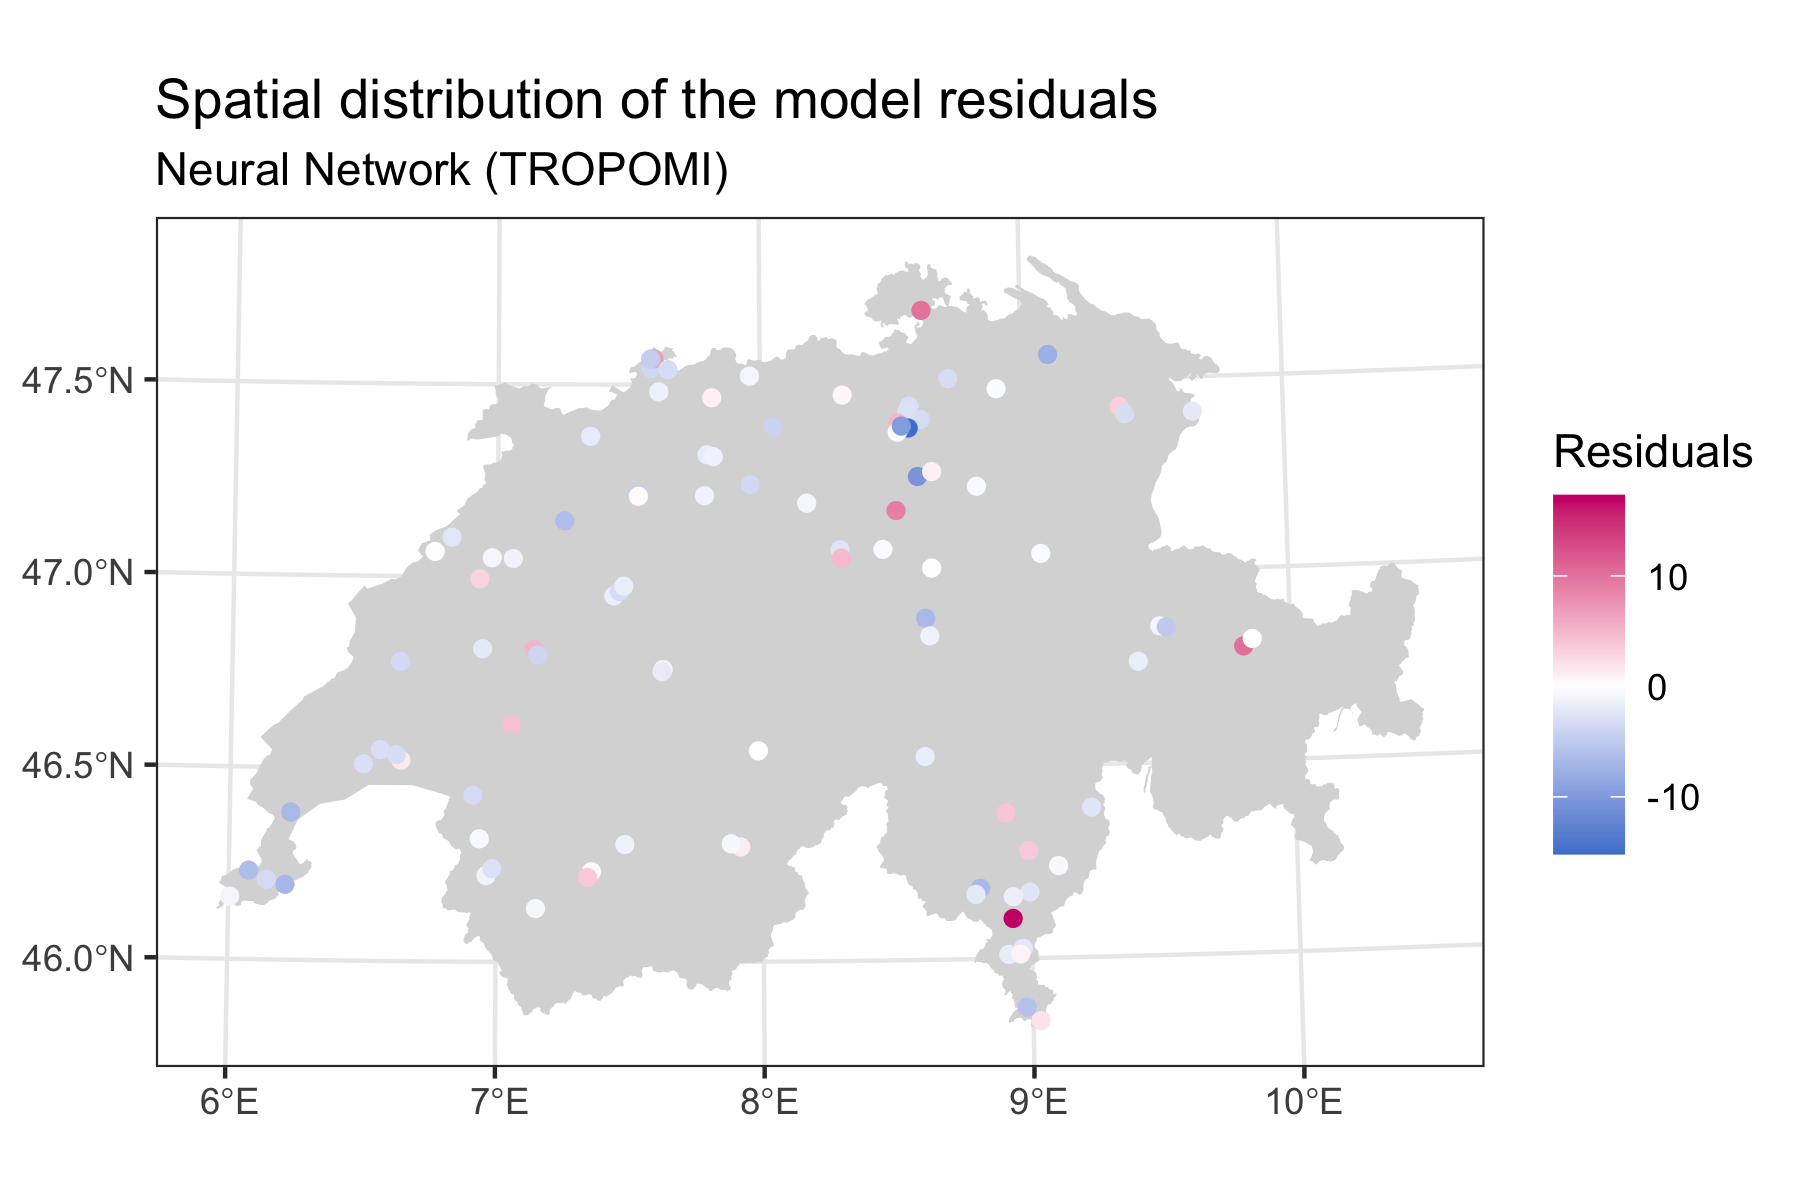 Spatial distribution of the model residuals
Neural Network (TROPOMI)
47.5°N
47.0°N
46.5°N
46.0°N
6°E
7°E
8°E
9°E
10°E
Residuals
10
0
-10